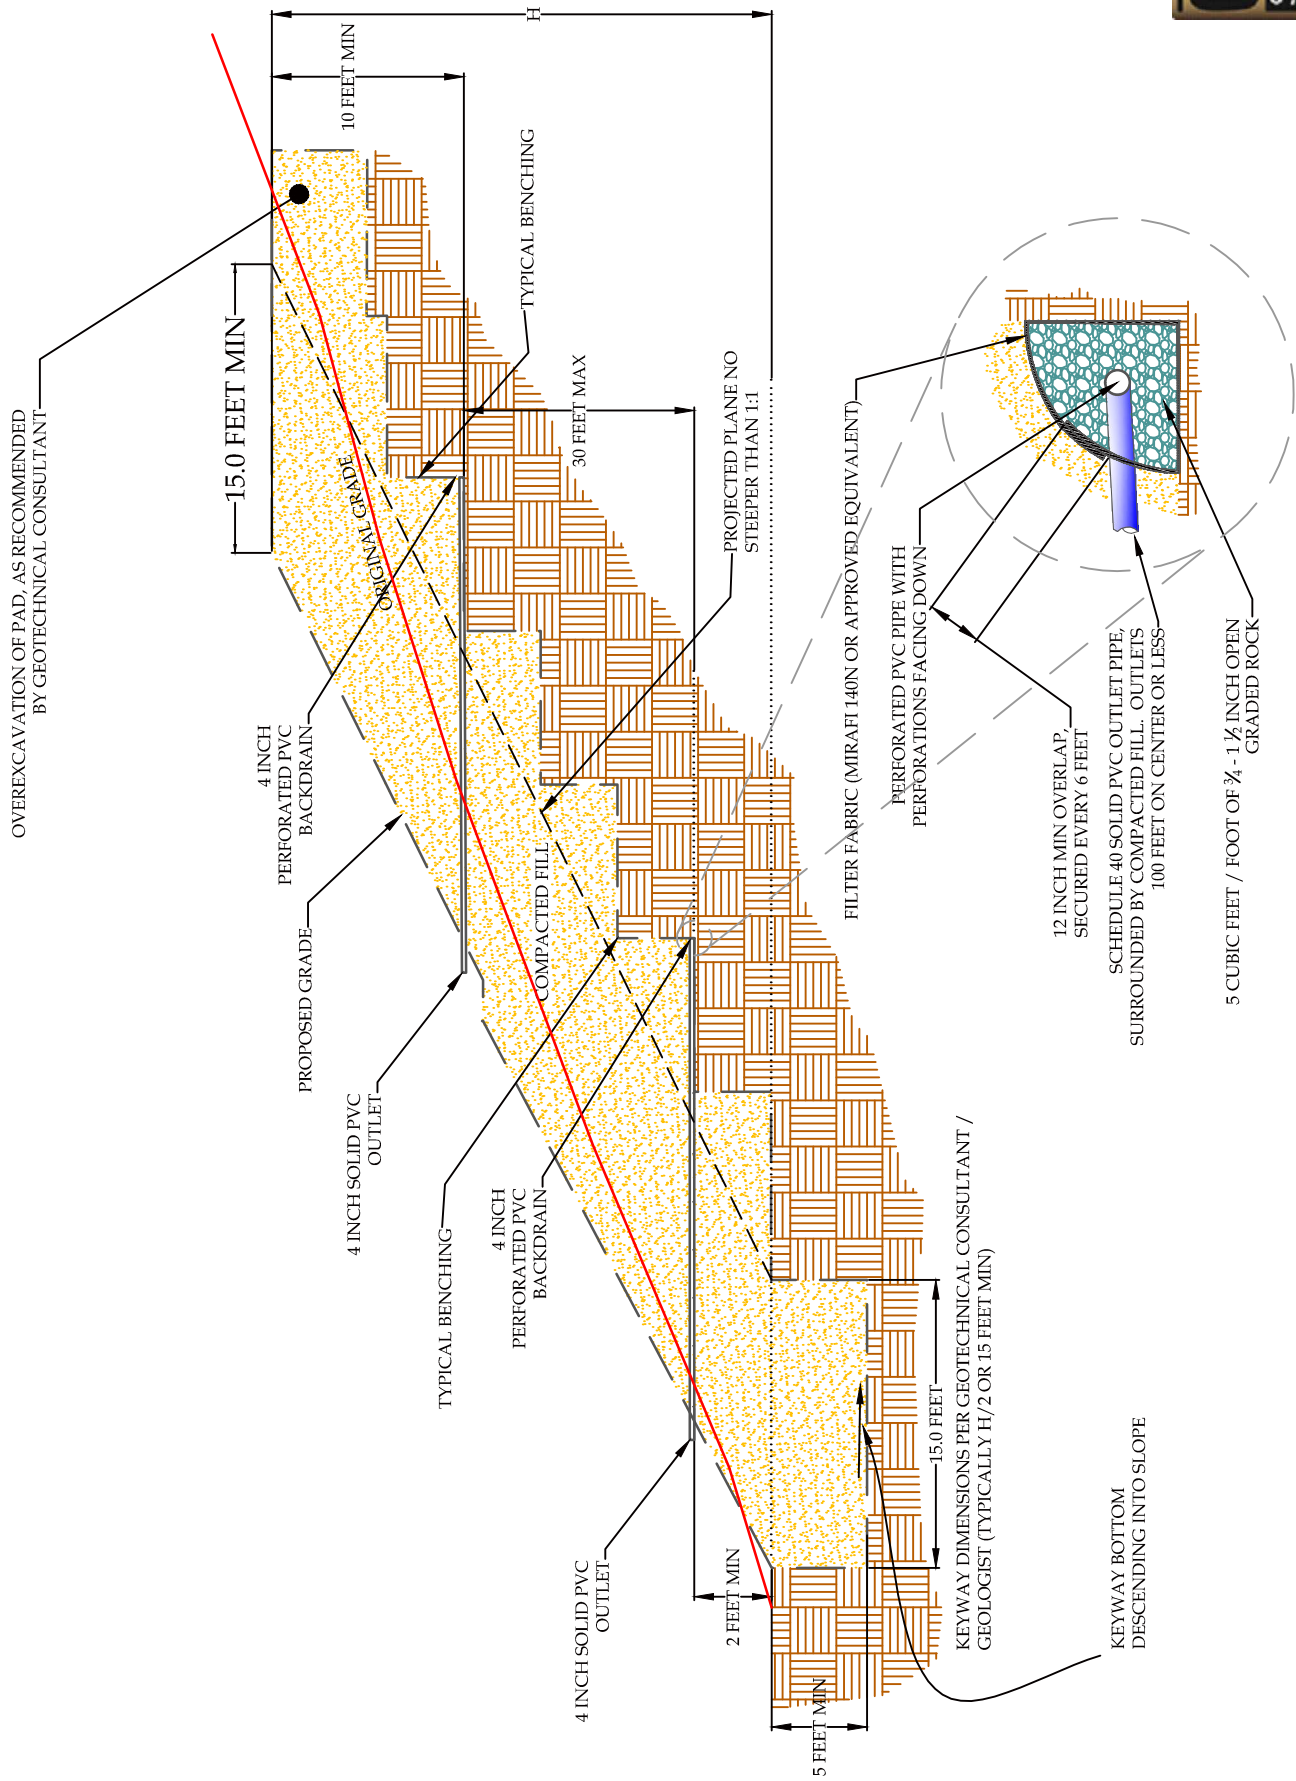 OVEREXCAVATION OF PAD, AS RECOMMENDED
BY GEOTECHNICAL CONSULTANT
15.0 FEET MIN
10 FEET MIN
H
ORIGINAL GRADE
TYPICAL BENCHING
4 INCH
PERFORATED PVC
BACKDRAIN
30 FEET MAX
PROJECTED PLANE NO
STEEPER THAN 1:1
PROPOSED GRADE
COMPACTED FILL
4 INCH SOLID PVC
OUTLET
TYPICAL BENCHING
4 INCH
PERFORATED PVC
BACKDRAIN
4 INCH SOLID PVC
OUTLET
2 FEET MIN
5 FEET MIN
15.0 FEET
KEYWAY DIMENSIONS PER GEOTECHNICAL CONSULTANT /
GEOLOGIST (TYPICALLY H/2 OR 15 FEET MIN)
KEYWAY BOTTOM
DESCENDING INTO SLOPE
FILTER FABRIC (MIRAFI 140N OR APPROVED EQUIVALENT)
PERFORATED PVC PIPE WITH
PERFORATIONS FACING DOWN
12 INCH MIN OVERLAP,
SECURED EVERY 6 FEET
SCHEDULE 40 SOLID PVC OUTLET PIPE,
SURROUNDED BY COMPACTED FILL. OUTLETS
100 FEET ON CENTER OR LESS
5 CUBIC FEET / FOOT OF ¾ - 1 ½ INCH OPEN
GRADED ROCK